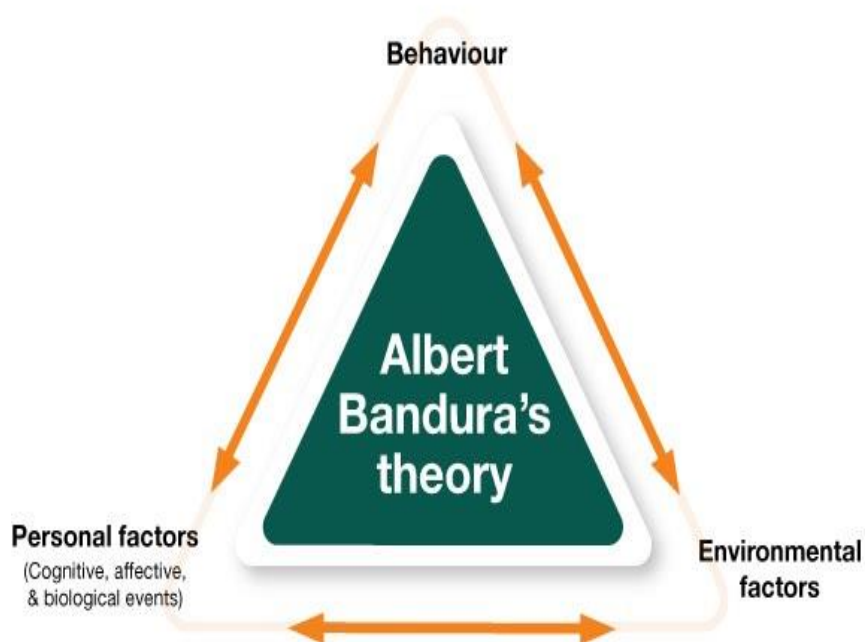 Behaviour
Albert
Bandura's
theory
Personal factors
(Cognitive, affective,
& biological events)
Environmental
factors